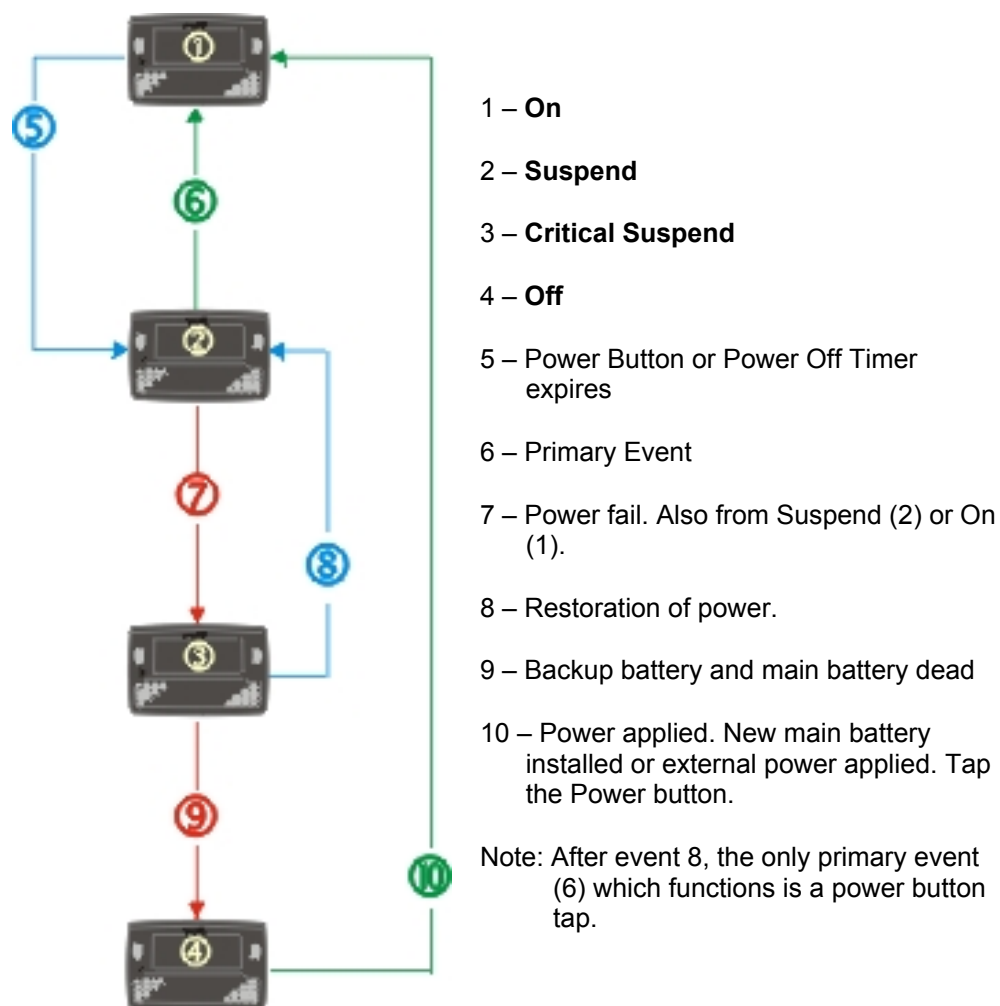 ①
⑤
⑥
②
⑦
⑧
③
⑨
⑩
④
1 – On
2 – Suspend
3 – Critical Suspend
4 – Off
5 – Power Button or Power Off Timer
expires
6 – Primary Event
7 – Power fail. Also from Suspend (2) or On
(1).
8 – Restoration of power.
9 – Backup battery and main battery dead
10 – Power applied. New main battery
installed or external power applied. Tap
the Power button.
Note: After event 8, the only primary event
(6) which functions is a power button
tap.